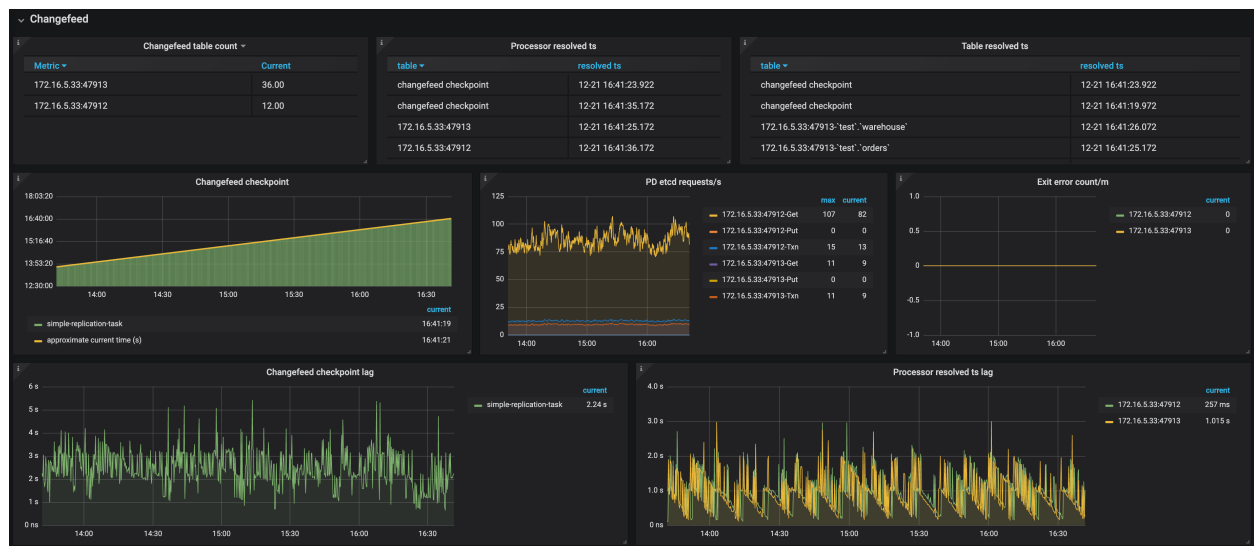 Changefeed
Changefeed table count
Metric Current
172.16.5.33:47913 36.00
172.16.5.33:47912 12.00
Processor resolved ts
table resolved ts
changefeed checkpoint 12-21 16:41:23.922
changefeed checkpoint 12-21 16:41:35.172
172.16.5.33:47913 12-21 16:41:25.172
172.16.5.33:47912 12-21 16:41:36.172
Table resolved ts
table resolved ts
changefeed checkpoint 12-21 16:41:23.922
changefeed checkpoint 12-21 16:41:19.972
172.16.5.33:47913-`test`.`warehouse` 12-21 16:41:26.072
172.16.5.33:47913-`test`.`orders` 12-21 16:41:25.172
Changefeed checkpoint
18:03:20
16:40:00
15:16:40
13:53:20
12:30:00
14:00 14:30 15:00 15:30 16:00 16:30
current
simple-replication-task 16:41:19
approximate current time (s) 16:41:21
PD etcd requests/s
125
100
75
50
25
0
14:00 15:00 16:00
max current
172.16.5.33:47912-Get 107 82
172.16.5.33:47912-Put 0 0
172.16.5.33:47912-Txn 15 13
172.16.5.33:47913-Get 11 9
172.16.5.33:47913-Put 0 0
172.16.5.33:47913-Txn 11 9
Exit error count/m
1.0
0.5
0
-0.5
-1.0
14:00 15:00 16:00
current
172.16.5.33:47912 0
172.16.5.33:47913 0
Changefeed checkpoint lag
6 s
5 s
4 s
3 s
2 s
1 s
0 ns
14:00 14:30 15:00 15:30 16:00 16:30
current
simple-replication-task 2.24 s
Processor resolved ts lag
4.0 s
3.0 s
2.0 s
1.0 s
0 ns
14:00 14:30 15:00 15:30 16:00 16:30
current
172.16.5.33:47912 257 ms
172.16.5.33:47913 1.015 s